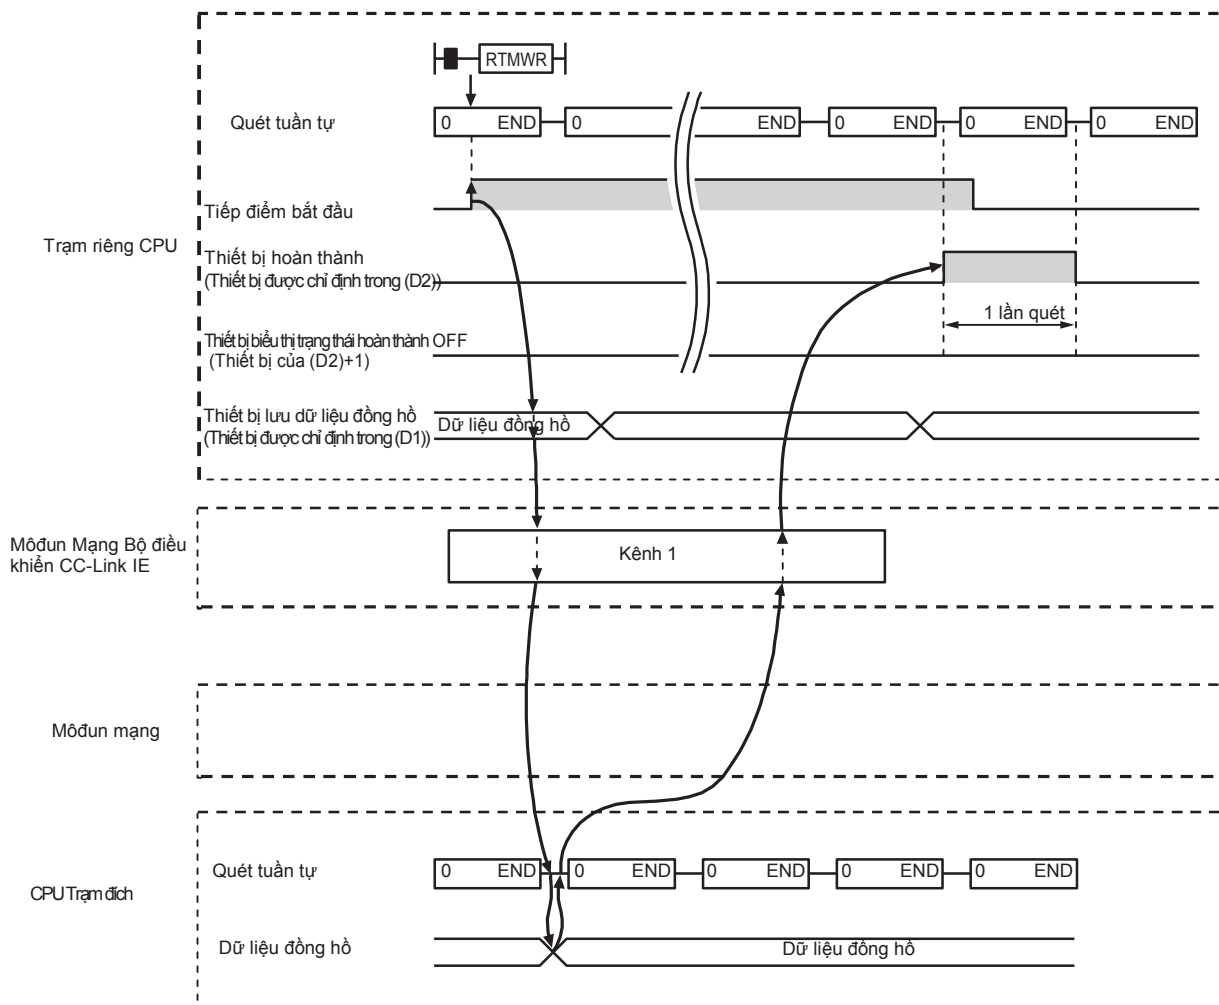 RTMWR
Quét tuần tự
0 END 0 END 0 END 0 END 0 END
Tiếp điểm bắt đầu
Trạm riêng CPU
Thiết bị hoàn thành
(Thiết bị được chỉ định trong (D2))
1 lần quét
Thiết bị biểu thị trạng thái hoàn thành OFF
(Thiết bị của (D2)+1)
Thiết bị lưu dữ liệu đồng hồ
(Thiết bị được chỉ định trong (D1))
Dữ liệu đồng hồ
Môđun Mạng Bộ điều
khiển CC-Link IE
Kênh 1
Môđun mạng
CPU Trạm đích
Quét tuần tự
0 END 0 END 0 END 0 END 0 END
Dữ liệu đồng hồ
Dữ liệu đồng hồ